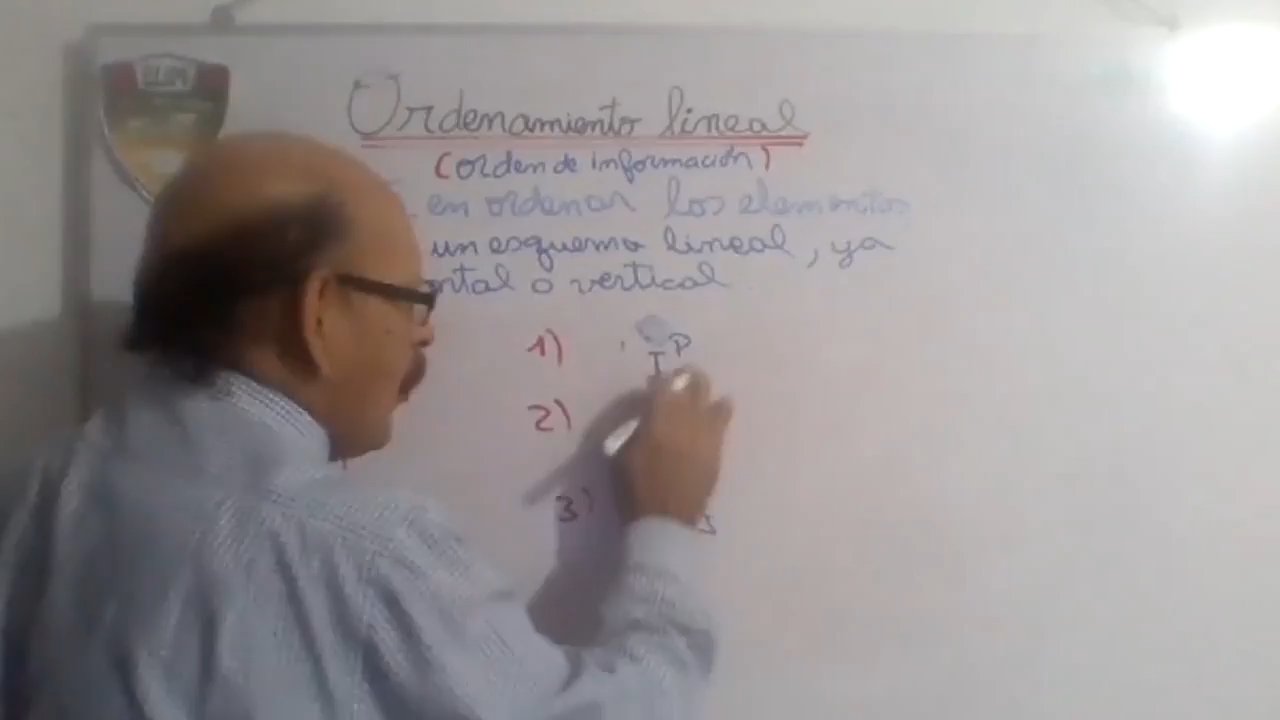 Ordenamiento lineal
(orden de información)
en ordenar los elementos
un esquema lineal, ya
ntal o vertical
1) P
I
2)
3) J